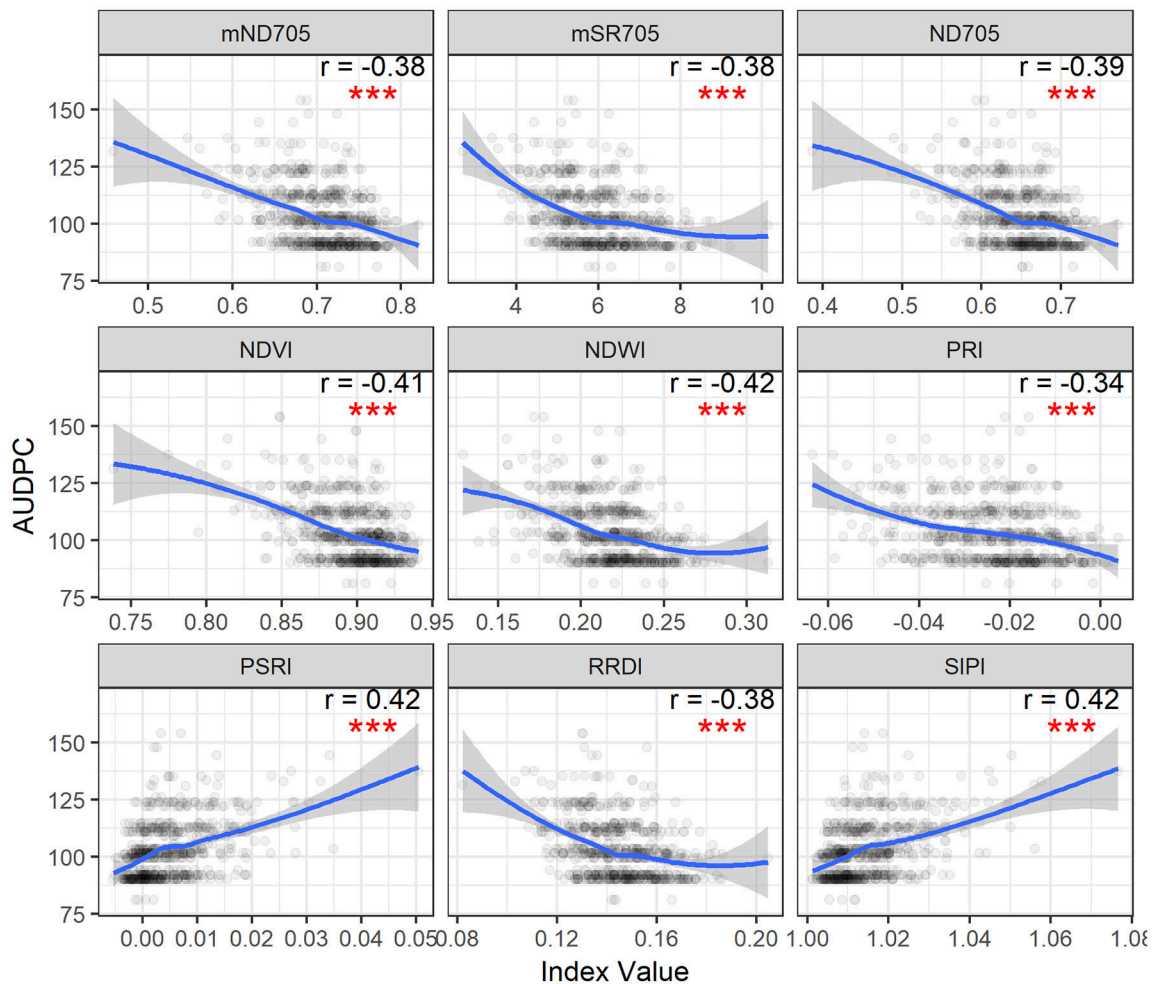 mND705 mSR705 ND705
r = -0.38 r = -0.38 r = -0.39
*** *** ***
150
125
100
75
0.5 0.6 0.7 0.8 4 6 8 10 0.4 0.5 0.6 0.7
NDVI NDWI PRI
r = -0.41 r = -0.42 r = -0.34
*** *** ***
150
125
100
75
0.75 0.80 0.85 0.90 0.95 0.15 0.20 0.25 0.30 -0.06 -0.04 -0.02 0.00
AUDPC
PSRI RRDI SIPI
r = 0.42 r = -0.38 r = 0.42
*** *** ***
150
125
100
75
0.00 0.01 0.02 0.03 0.04 0.05 0.08 0.12 0.16 0.20 1.00 1.02 1.04 1.06
Index Value